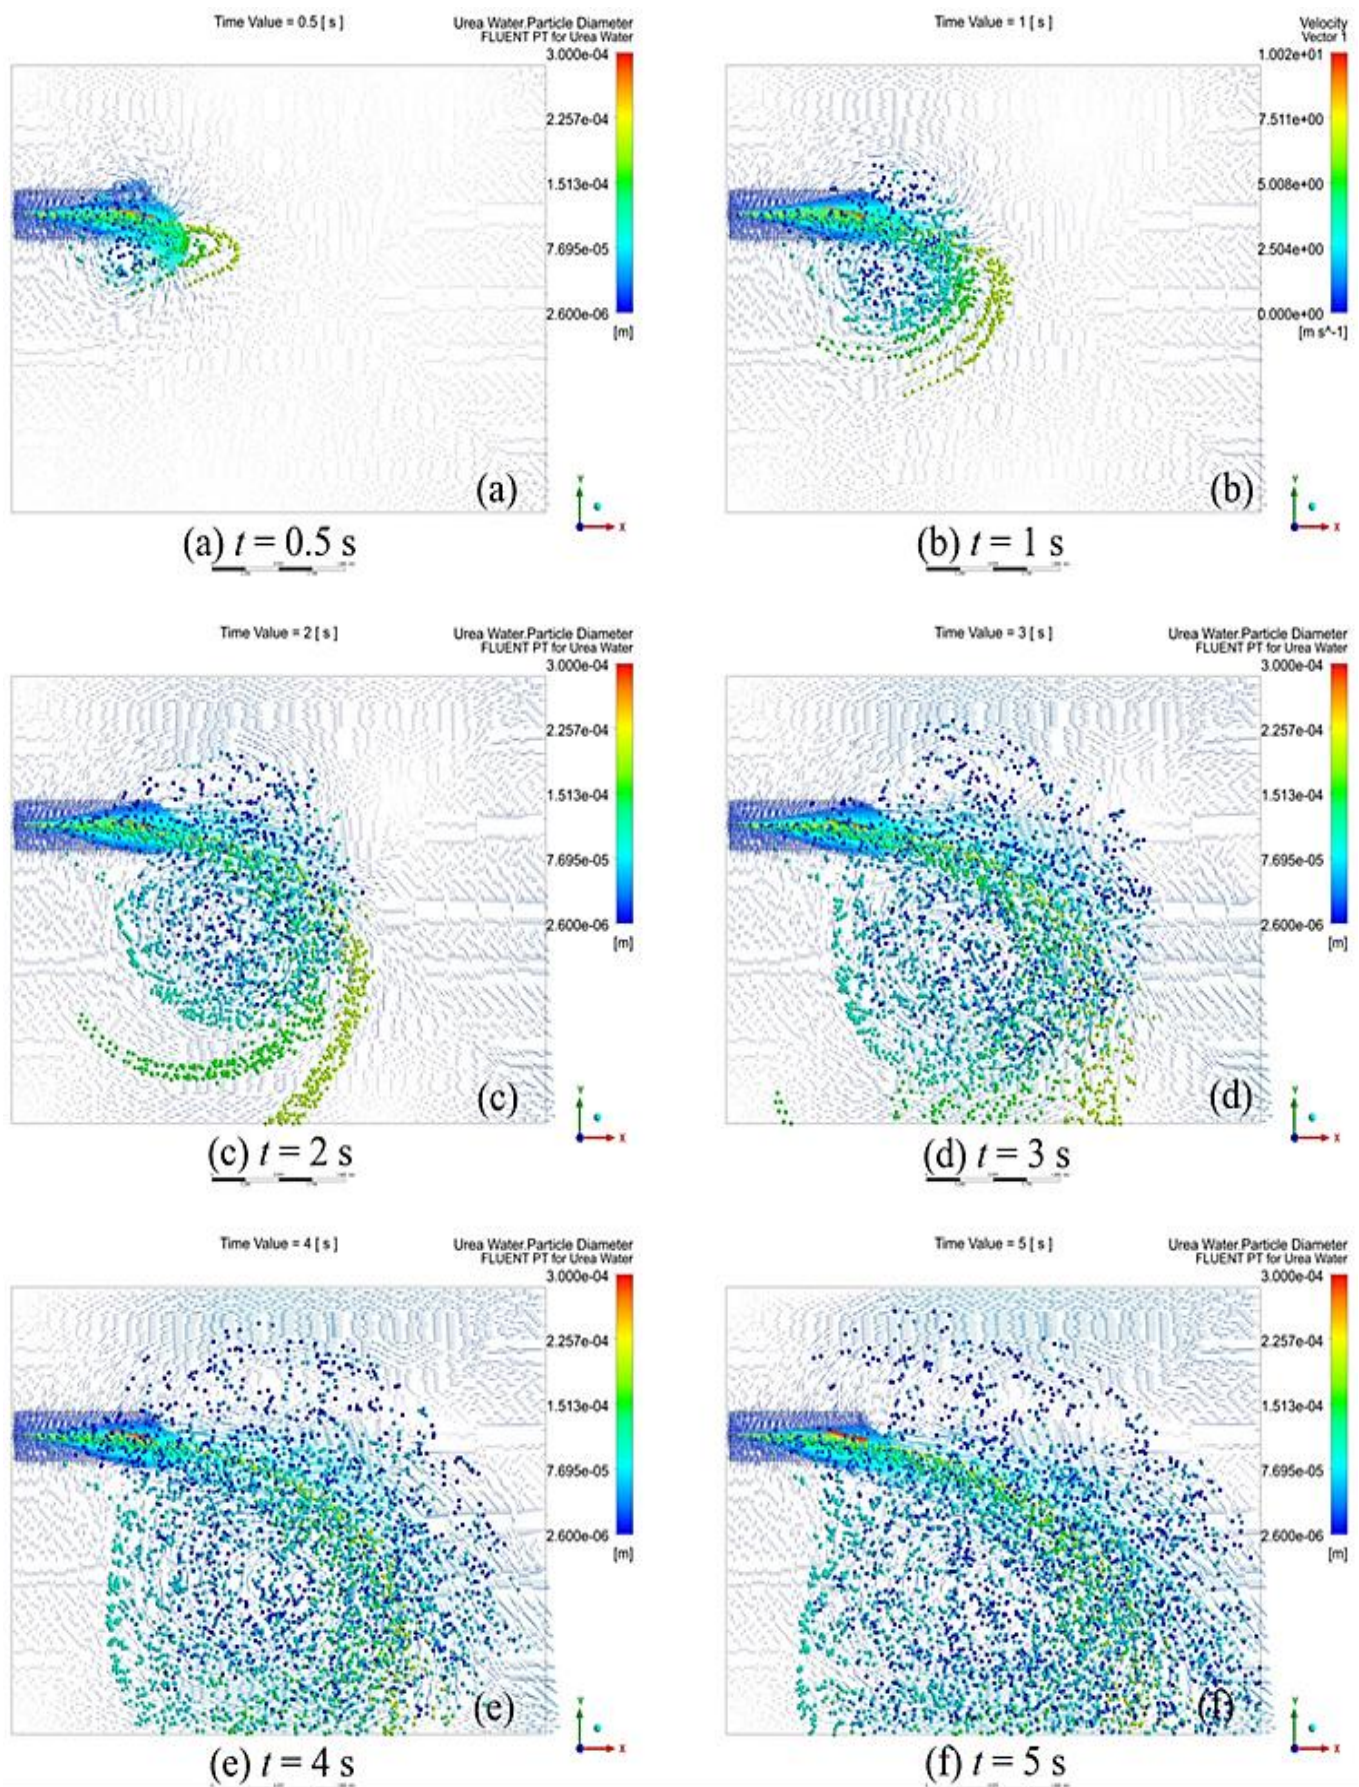 Time Value = 0.5 [ s ]
Urea Water.Particle Diameter
FLUENT PT for Urea Water
3.000e-04
2.257e-04
1.513e-04
7.695e-05
2.600e-06
[m]
(a)
Y
X
(a) t = 0.5 s
Time Value = 1 [ s ]
Velocity
Vector 1
1.002e+01
7.511e+00
5.008e+00
2.504e+00
0.000e+00
[m s^-1]
(b)
Y
X
(b) t = 1 s
Time Value = 2 [ s ]
Urea Water.Particle Diameter
FLUENT PT for Urea Water
3.000e-04
2.257e-04
1.513e-04
7.695e-05
2.600e-06
[m]
(c)
Y
X
(c) t = 2 s
Time Value = 3 [ s ]
Urea Water.Particle Diameter
FLUENT PT for Urea Water
3.000e-04
2.257e-04
1.513e-04
7.695e-05
2.600e-06
[m]
(d)
Y
X
(d) t = 3 s
Time Value = 4 [ s ]
Urea Water.Particle Diameter
FLUENT PT for Urea Water
3.000e-04
2.257e-04
1.513e-04
7.695e-05
2.600e-06
[m]
(e)
Y
X
(e) t = 4 s
Time Value = 5 [ s ]
Urea Water.Particle Diameter
FLUENT PT for Urea Water
3.000e-04
2.257e-04
1.513e-04
7.695e-05
2.600e-06
[m]
(f)
Y
X
(f) t = 5 s